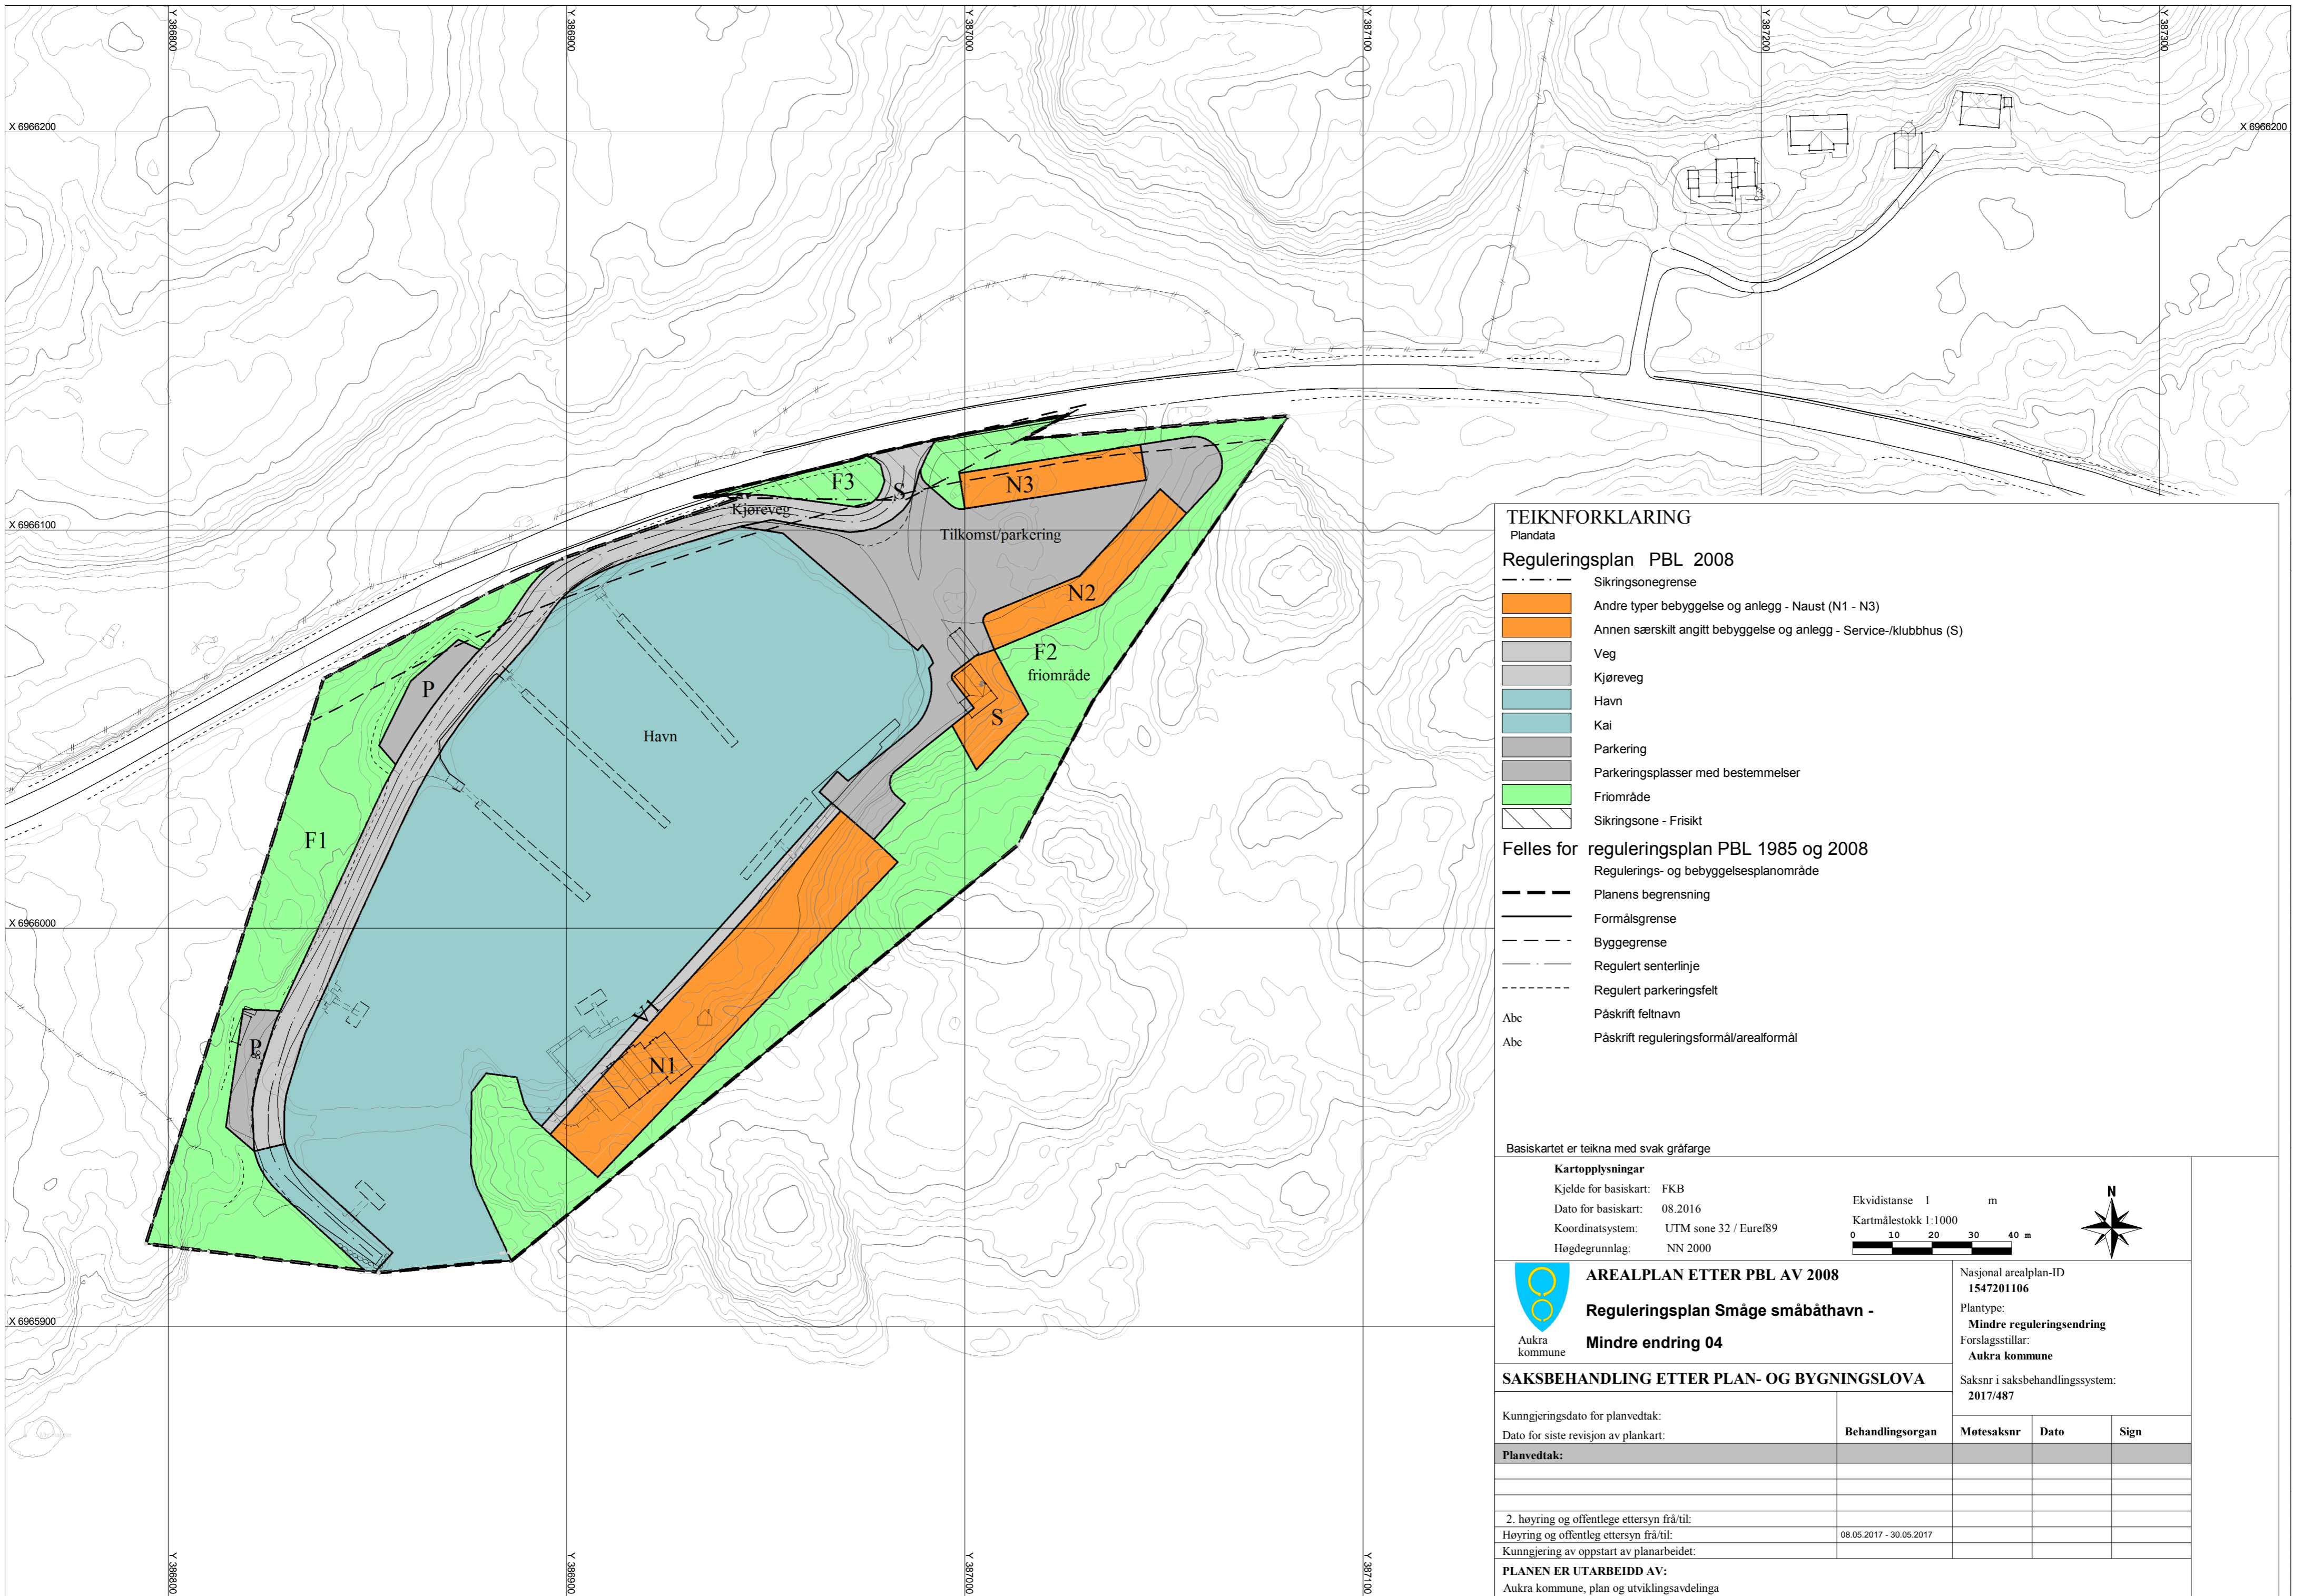 Y 386800
Y 386900
Y 387000
Y 387100
Y 387200
Y 387300
X 6966200
X 6966200
F3
S
N3
Kjøreveg
X 6966100
Tilkomst/parkering
N2
F2
friområde
P
S
Havn
F1
X 6966000
V1
P
N1
X 6965900
Y 386800
Y 386900
Y 387000
Y 387100
TEIKNFORKLARING
Plandata
Reguleringsplan PBL 2008
Sikringsonegrense
Andre typer bebyggelse og anlegg - Naust (N1 - N3)
Annen særskilt angitt bebyggelse og anlegg - Service-/klubbhus (S)
Veg
Kjøreveg
Havn
Kai
Parkering
Parkeringsplasser med bestemmelser
Friområde
Sikringsone - Frisikt
Felles for reguleringsplan PBL 1985 og 2008
Regulerings- og bebyggelsesplanområde
Planens begrensning
Formålsgrense
Byggegrense
Regulert senterlinje
Regulert parkeringsfelt
Abc Påskrift feltnavn
Abc Påskrift reguleringsformål/arealformål
Basiskartet er teikna med svak gråfarge
Kartopplysningar
Kjelde for basiskart: FKB
Dato for basiskart: 08.2016
Koordinatsystem: UTM sone 32 / Euref89
Høgdegrunnlag: NN 2000
Ekvidistanse 1 m
Kartmålestokk 1:1000
0 10 20 30 40 m
N
Aukra
kommune
AREALPLAN ETTER PBL AV 2008
Reguleringsplan Småge småbåthavn -
Mindre endring 04
Nasjonal arealplan-ID
1547201106
Plantype:
Mindre reguleringsendring
Forslagsstillar:
Aukra kommune
Saksnr i saksbehandlingssystem:
2017/487
SAKSBEHANDLING ETTER PLAN- OG BYGNINGSLOVA
Kunngjeringsdato for planvedtak:
Dato for siste revisjon av plankart:
Behandlingsorgan Møtesaksnr Dato Sign
Planvedtak:
2. høyring og offentlege ettersyn frå/til:
Høyring og offentleg ettersyn frå/til: 08.05.2017 - 30.05.2017
Kunngjering av oppstart av planarbeidet:
PLANEN ER UTARBEIDD AV:
Aukra kommune, plan og utviklingsavdelinga